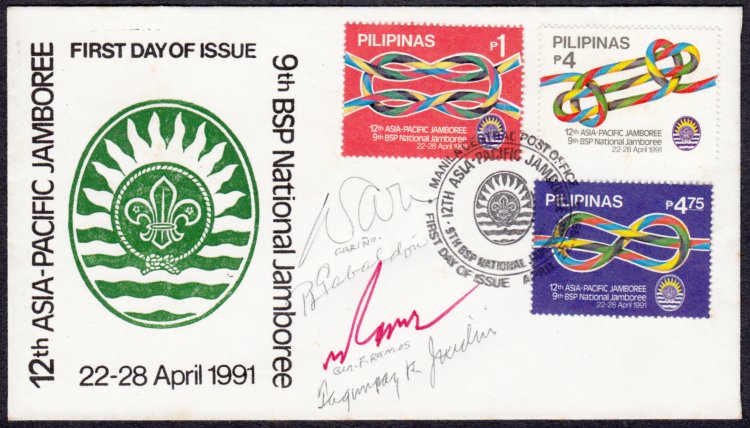 FIRST DAY OF ISSUE
12th ASIA-PACIFIC JAMBOREE
9th BSP National Jamboree
22-28 April 1991
PILIPINAS
P1
12th ASIA-PACIFIC JAMBOREE
9th BSP National Jamboree
22-28 April 1991
PILIPINAS
P4
12th ASIA-PACIFIC JAMBOREE
9th BSP National Jamboree
22-28 April 1991
PILIPINAS
P4.75
12th ASIA-PACIFIC JAMBOREE
9th BSP National Jamboree
22-28 April 1991
MANILA CENTRAL POST OFFICE
12TH ASIA-PACIFIC JAMBOREE
9TH BSP NATIONAL
FIRST DAY OF ISSUE
APRIL
CARIÑO
B Gabaldón
Gen. F. RAMOS